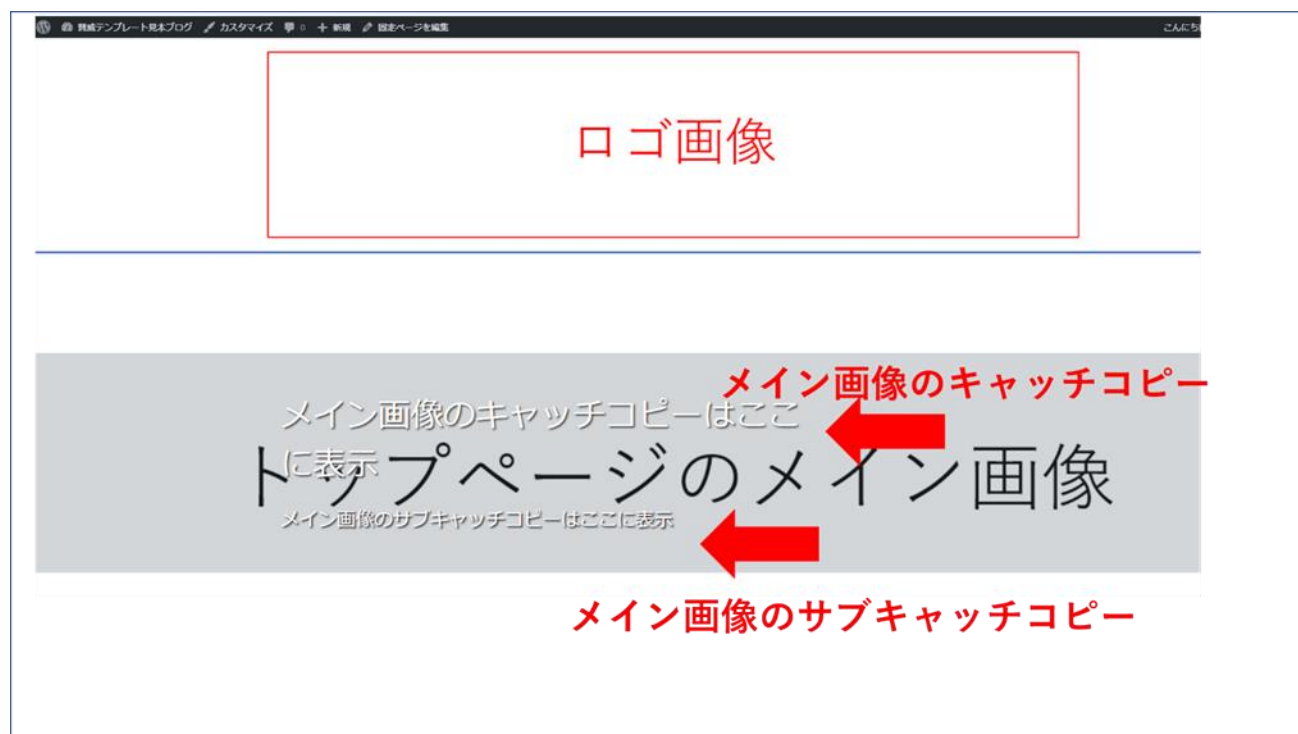 賢威テンプレート見本ブログ カスタマイズ 0 新規 固定ページを編集
こんにち
ロゴ画像
メイン画像のキャッチコピー
メイン画像のキャッチコピーはここ
に表示
トップページのメイン画像
メイン画像のサブキャッチコピーはここに表示
メイン画像のサブキャッチコピー